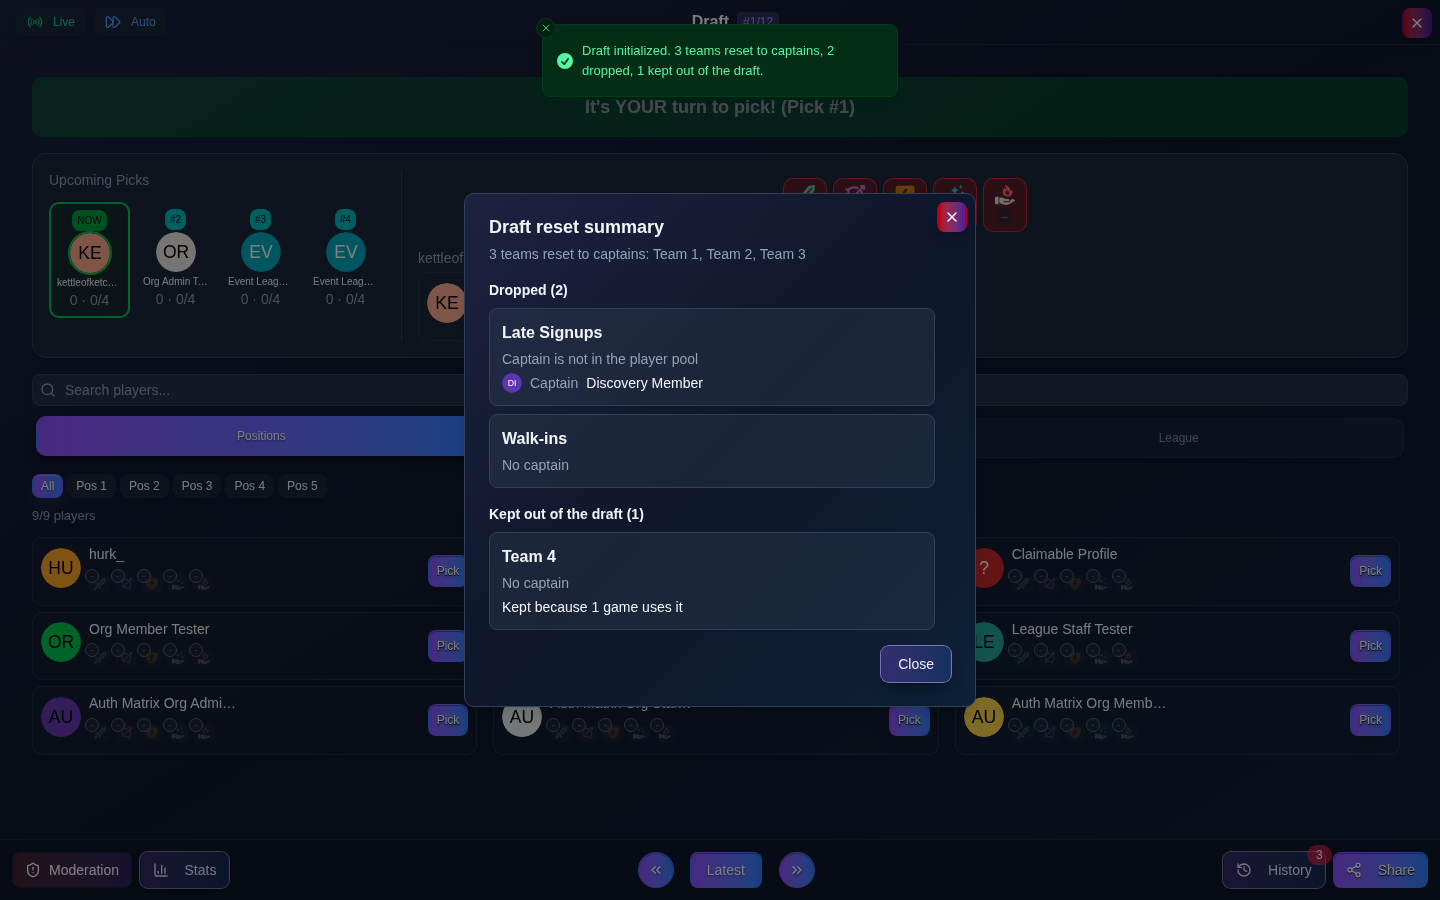 Live
Auto
Draft
#1/12
Draft initialized. 3 teams reset to captains, 2
dropped, 1 kept out of the draft.
It's YOUR turn to pick! (Pick #1)
Upcoming Picks
NOW
#2
#3
#4
KE
OR
EV
EV
kettleofketc…
Org Admin T…
Event Leag…
Event Leag…
0 · 0/4
0 · 0/4
0 · 0/4
0 · 0/4
kettleof
KE
Draft reset summary
3 teams reset to captains: Team 1, Team 2, Team 3
Dropped (2)
Late Signups
Captain is not in the player pool
DI
Captain Discovery Member
Walk-ins
No captain
Kept out of the draft (1)
Team 4
No captain
Kept because 1 game uses it
Close
Search players...
Positions
League
All
Pos 1
Pos 2
Pos 3
Pos 4
Pos 5
9/9 players
HU
hurk_
Pick
?
Claimable Profile
Pick
OR
Org Member Tester
Pick
LE
League Staff Tester
Pick
AU
Auth Matrix Org Admi…
Pick
AU
Pick
AU
Auth Matrix Org Memb…
Pick
Moderation
Stats
Latest
History
3
Share